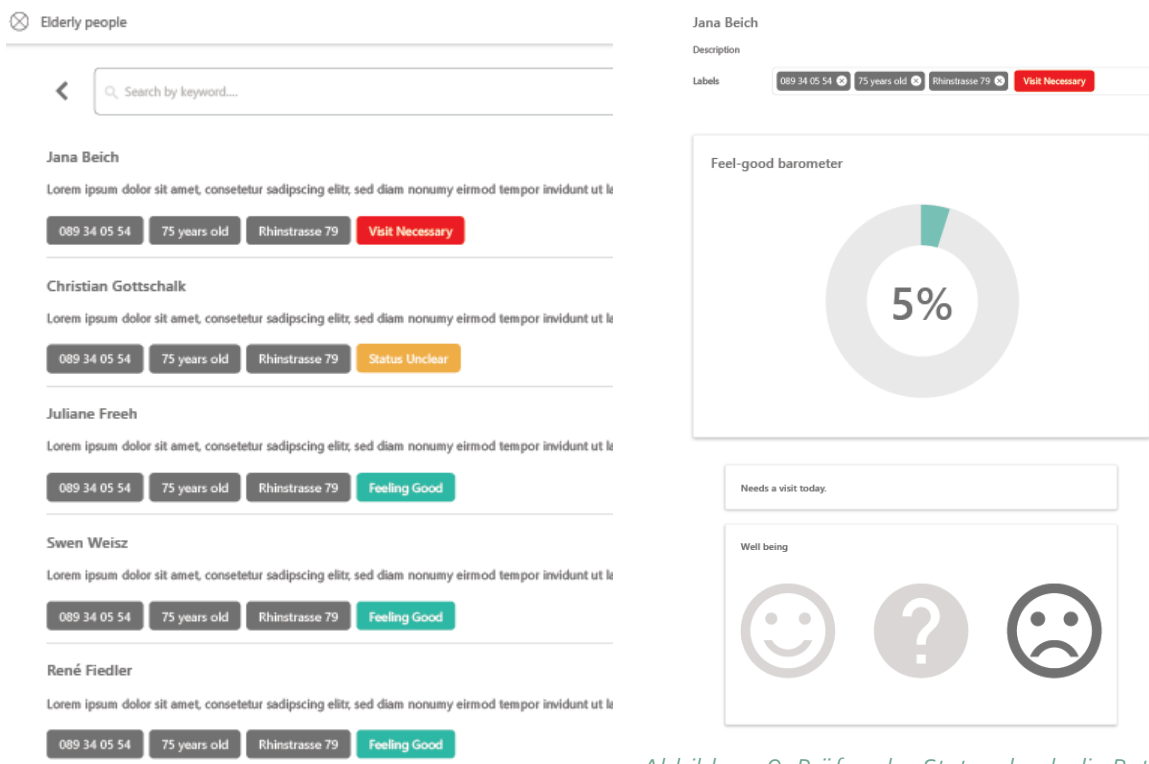 Elderly people
Search by keyword....
Jana Beich
Lorem ipsum dolor sit amet, consetetur sadipscing elitr, sed diam nonumy eirmod tempor invidunt ut
089 34 05 54 75 years old Rhinstrasse 79 Visit Necessary
Christian Gottschalk
Lorem ipsum dolor sit amet, consetetur sadipscing elitr, sed diam nonumy eirmod tempor invidunt ut
089 34 05 54 75 years old Rhinstrasse 79 Status Unclear
Juliane Freeh
Lorem ipsum dolor sit amet, consetetur sadipscing elitr, sed diam nonumy eirmod tempor invidunt ut
089 34 05 54 75 years old Rhinstrasse 79 Feeling Good
Swen Weisz
Lorem ipsum dolor sit amet, consetetur sadipscing elitr, sed diam nonumy eirmod tempor invidunt ut
089 34 05 54 75 years old Rhinstrasse 79 Feeling Good
René Fiedler
Lorem ipsum dolor sit amet, consetetur sadipscing elitr, sed diam nonumy eirmod tempor invidunt ut
089 34 05 54 75 years old Rhinstrasse 79 Feeling Good
Jana Beich
Description
Labels 089 34 05 54 75 years old Rhinstrasse 79 Visit Necessary
Feel-good barometer
5%
Needs a visit today.
Well being
?